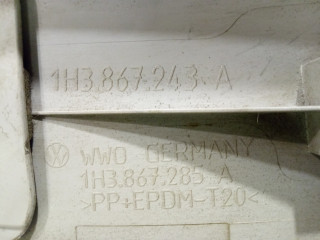 1H3.867.243 A
WWO GERMANY
1H3.867.285 A
>PP+EPDM-T20<